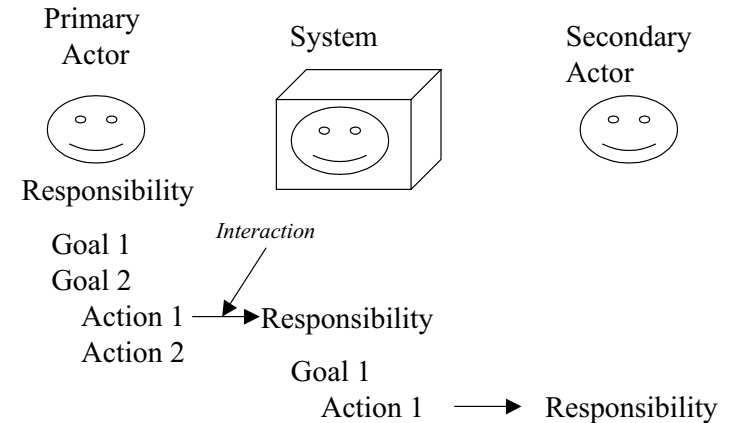 Primary
Actor
System
Secondary
Actor
Responsibility
Interaction
Goal 1
Goal 2
Action 1
Responsibility
Action 2
Goal 1
Action 1
Responsibility